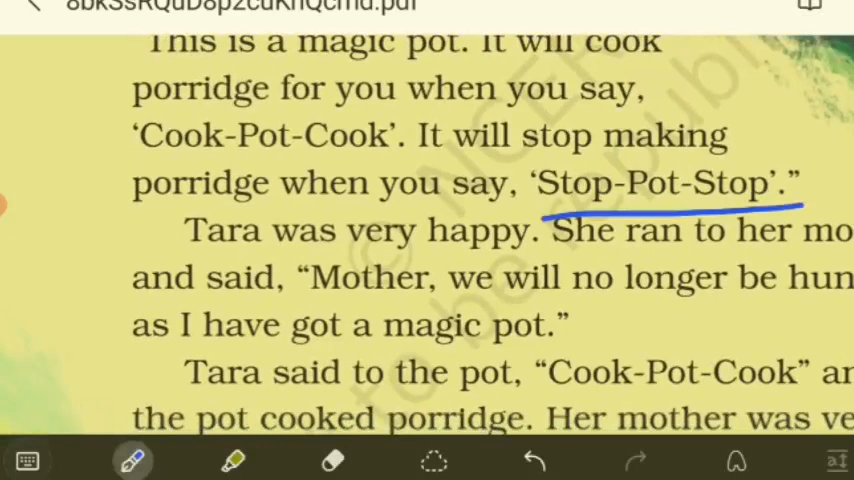 This is a magic pot. It will cook
porridge for you when you say,
‘Cook-Pot-Cook’. It will stop making
porridge when you say, ‘Stop-Pot-Stop’.”
Tara was very happy. She ran to her mo
and said, “Mother, we will no longer be hun
as I have got a magic pot.”
Tara said to the pot, “Cook-Pot-Cook” an
the pot cooked porridge. Her mother was ve